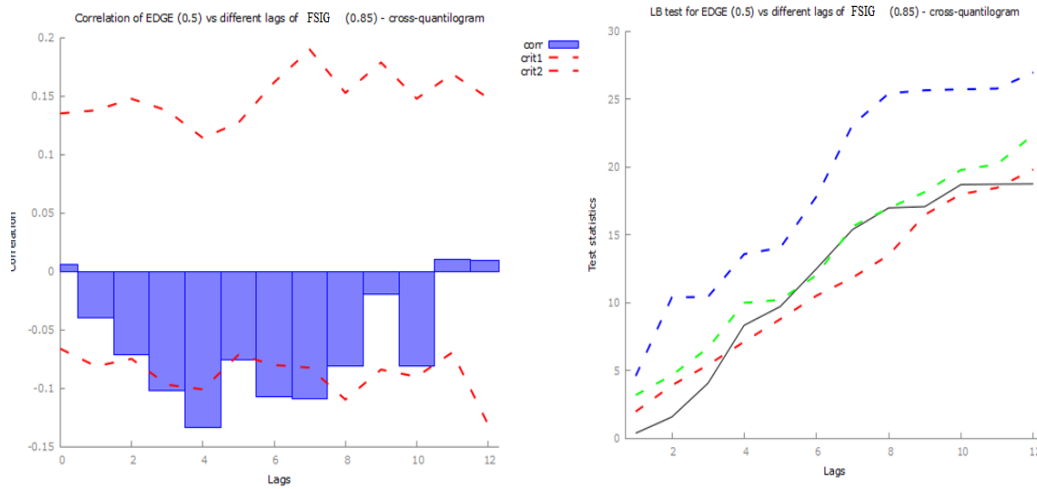 Correlation of EDGE (0.5) vs different lags of FSIG (0.85) - cross-quantilogram
0.2
0.15
0.1
0.05
0
-0.05
-0.1
-0.15
Correlation
0 2 4 6 8 10 12
Lags
corr
crit1
crit2
LB test for EDGE (0.5) vs different lags of FSIG (0.85) - cross-quantilogram
30
25
20
15
10
5
0
Test statistics
2 4 6 8 10 12
Lags